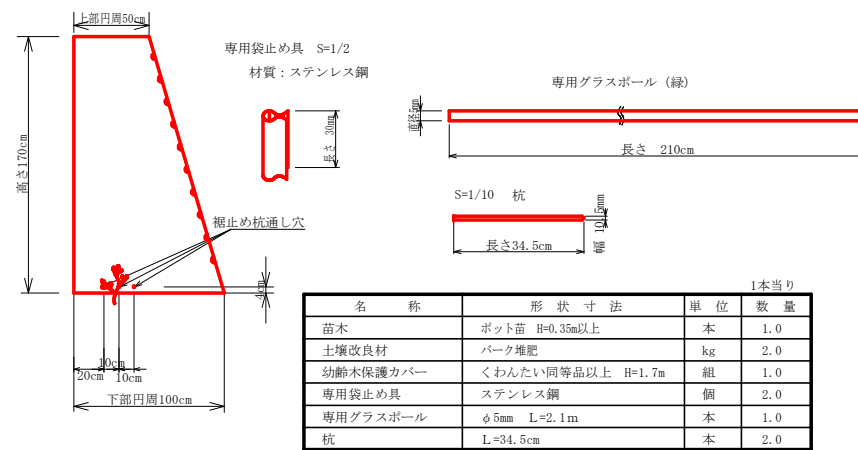 上部円周50cm
高さ170cm
裾止め杭通し穴
4cm
10cm
20cm
10cm
下部円周100cm
専用袋止め具 S=1/2
材質：ステンレス鋼
長さ 30mm
専用グラスポール（緑）
直径5mm
長さ 210cm
S=1/10 杭
長さ34.5cm
幅 10.5mm
1本当り
名 称 形 状 寸 法 単 位 数 量
苗木 ポット苗 H=0.35m以上 本 1.0
土壌改良材 バーク堆肥 kg 2.0
幼齢木保護カバー くわんたい同等品以上 H=1.7m 組 1.0
専用袋止め具 ステンレス鋼 個 2.0
専用グラスポール φ5mm L=2.1m 本 1.0
杭 L=34.5cm 本 2.0